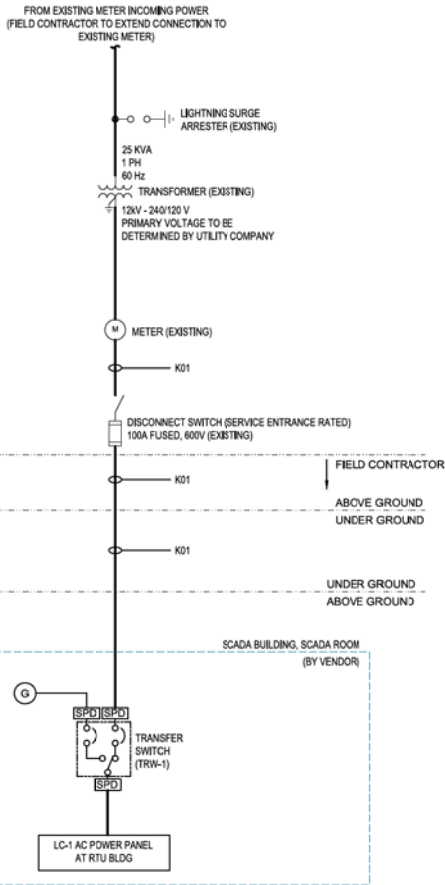 FROM EXISTING METER INCOMING POWER
(FIELD CONTRACTOR TO EXTEND CONNECTION TO
EXISTING METER)
LIGHTNING SURGE
ARRESTER (EXISTING)
25 KVA
1 PH
60 Hz
TRANSFORMER (EXISTING)
12kV - 240/120 V
PRIMARY VOLTAGE TO BE
DETERMINED BY UTILITY COMPANY
M
METER (EXISTING)
K01
DISCONNECT SWITCH (SERVICE ENTRANCE RATED)
100A FUSED, 600V (EXISTING)
FIELD CONTRACTOR
K01
ABOVE GROUND
UNDER GROUND
K01
UNDER GROUND
ABOVE GROUND
SCADA BUILDING, SCADA ROOM
(BY VENDOR)
G
SPD SPD
TRANSFER
SWITCH
(TRW-1)
SPD
LC-1 AC POWER PANEL
AT RTU BLDG